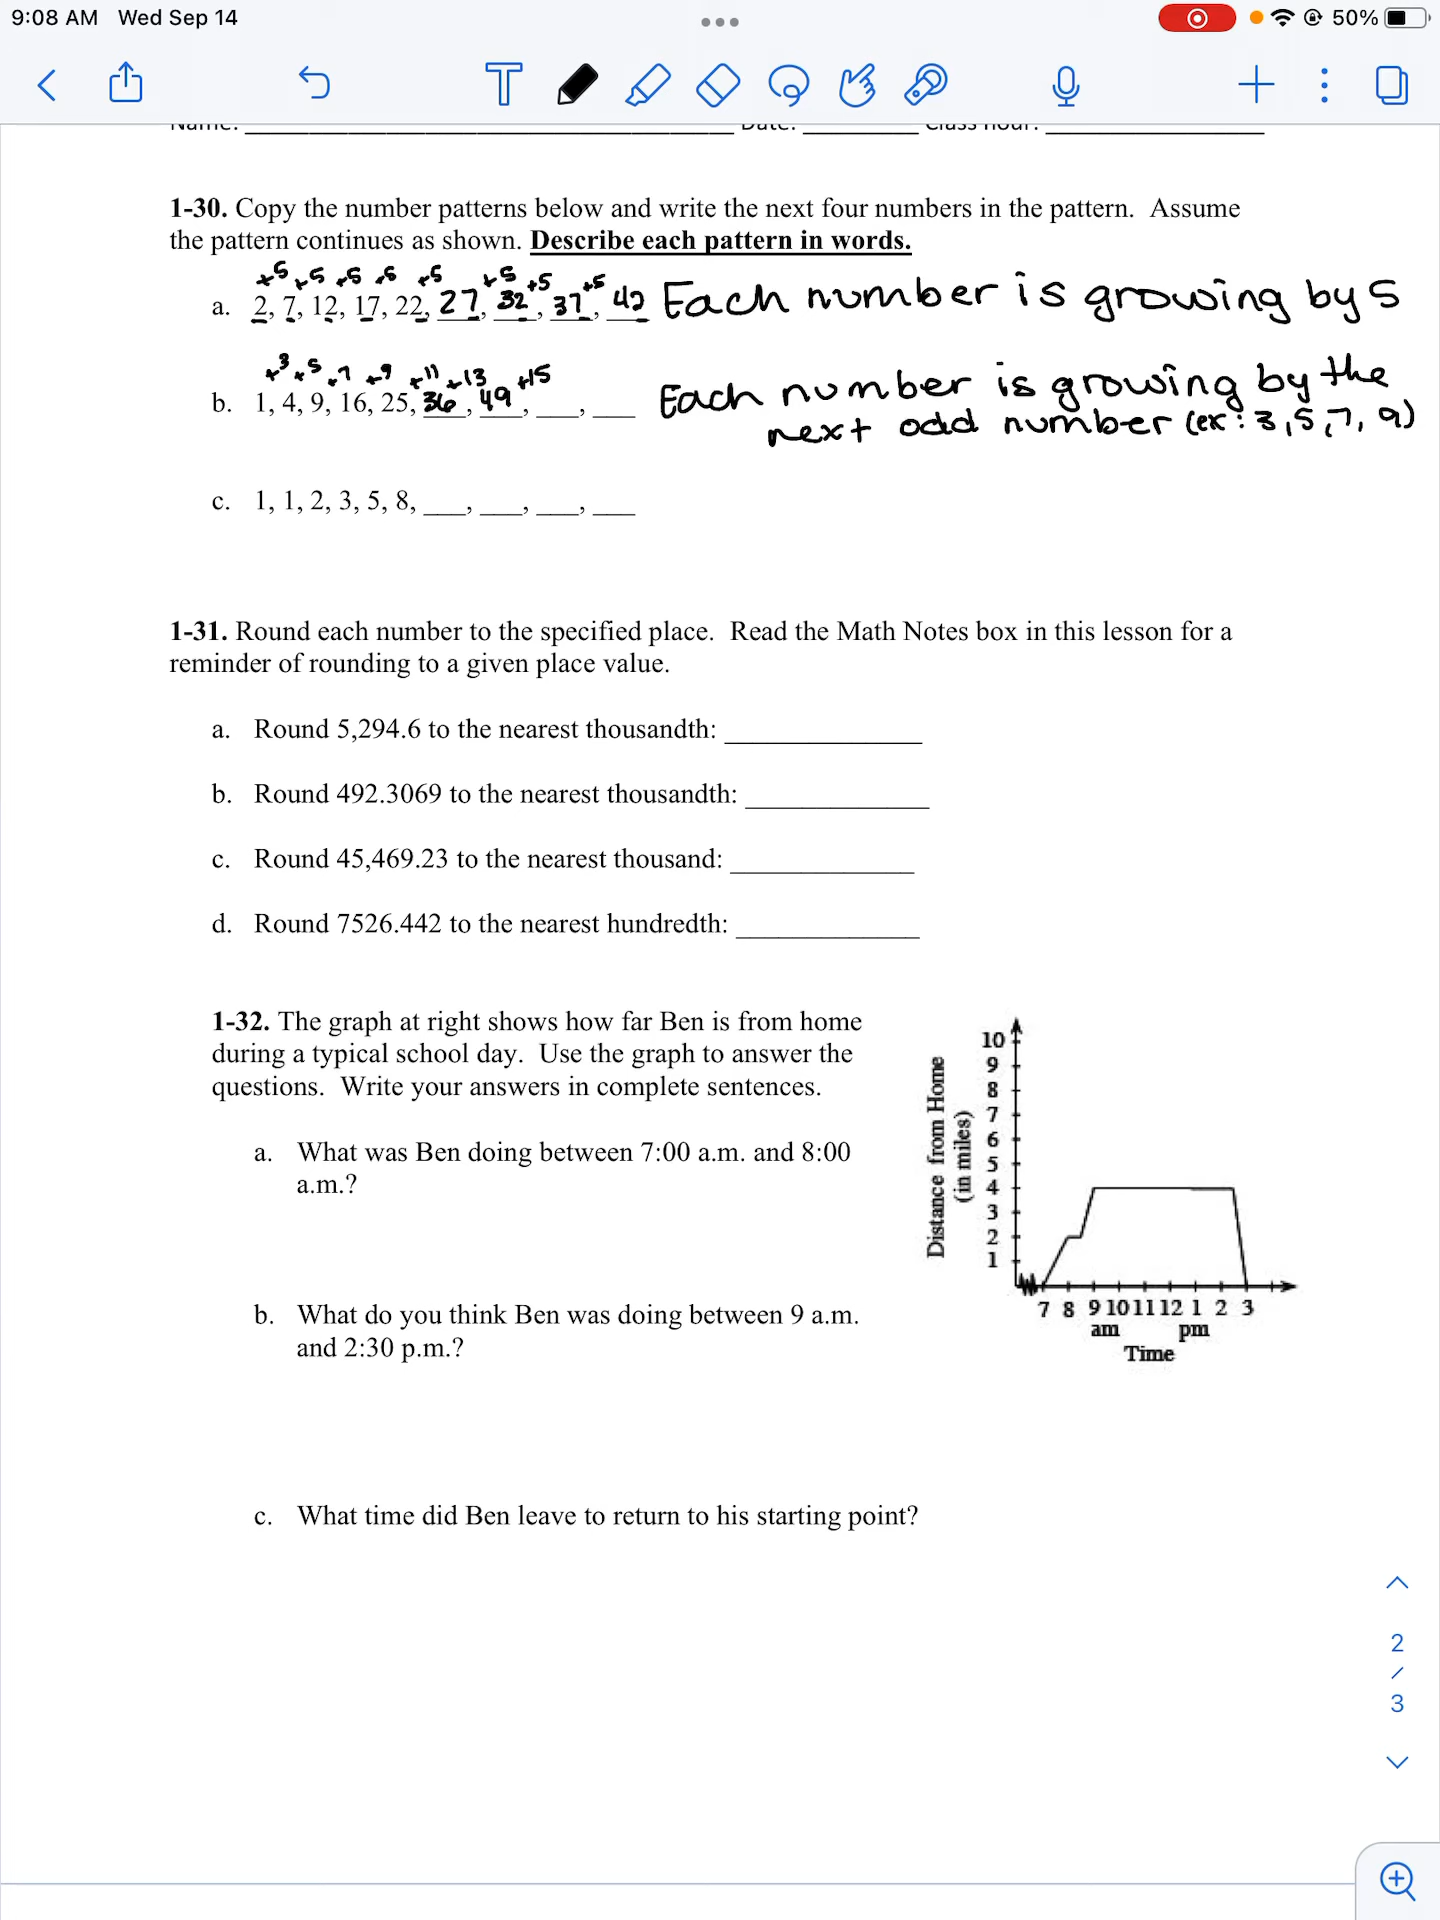 9:08 AM Wed Sep 14
50%
Name: Date: Class hour:
1-30. Copy the number patterns below and write the next four numbers in the pattern. Assume
the pattern continues as shown. Describe each pattern in words.
+5 +5 +5 +5 +5 +5 +5 +5
a. 2, 7, 12, 17, 22, 27, 32, 37, 42 Each number is growing by 5
+3 +5 +7 +9 +11 +13 +15
b. 1, 4, 9, 16, 25, 36, 49, ___, ___ Each number is growing by the
next odd number (ex: 3, 5, 7, 9)
c. 1, 1, 2, 3, 5, 8, ___, ___, ___, ___
1-31. Round each number to the specified place. Read the Math Notes box in this lesson for a
reminder of rounding to a given place value.
a. Round 5,294.6 to the nearest thousandth: ______________
b. Round 492.3069 to the nearest thousandth: _____________
c. Round 45,469.23 to the nearest thousand: _____________
d. Round 7526.442 to the nearest hundredth: _____________
1-32. The graph at right shows how far Ben is from home
during a typical school day. Use the graph to answer the
questions. Write your answers in complete sentences.
a. What was Ben doing between 7:00 a.m. and 8:00
a.m.?
b. What do you think Ben was doing between 9 a.m.
and 2:30 p.m.?
c. What time did Ben leave to return to his starting point?
Distance from Home
(in miles)
10
9
8
7
6
5
4
3
2
1
7 8 9 10 11 12 1 2 3
am pm
Time
2
/
3